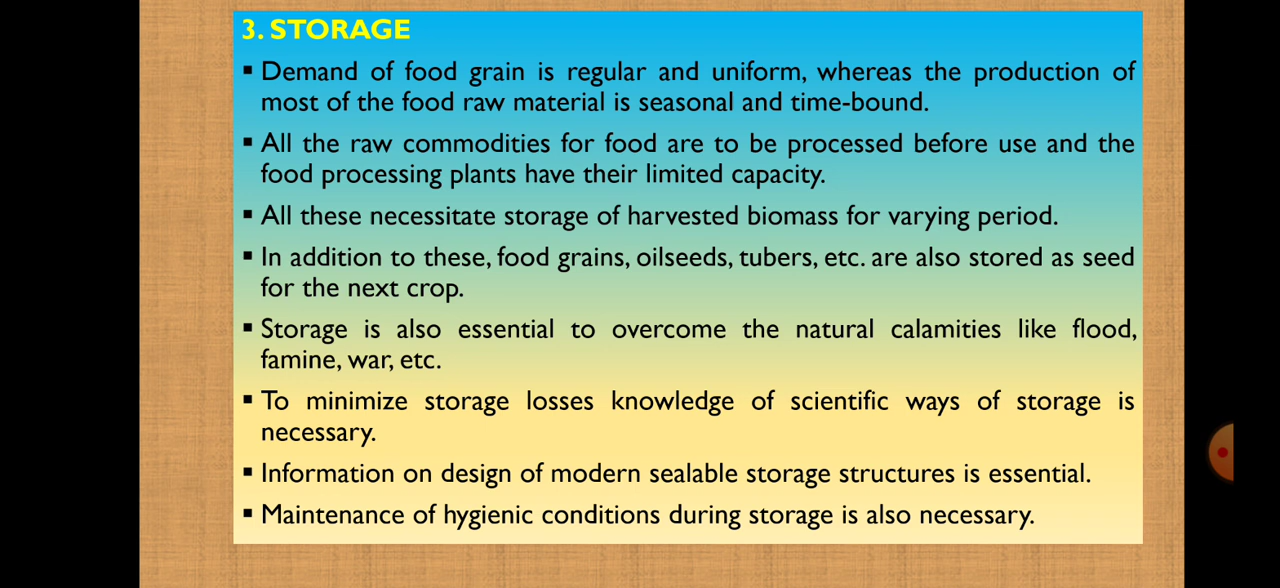 3. STORAGE
▪ Demand of food grain is regular and uniform, whereas the production of
most of the food raw material is seasonal and time-bound.
▪ All the raw commodities for food are to be processed before use and the
food processing plants have their limited capacity.
▪ All these necessitate storage of harvested biomass for varying period.
▪ In addition to these, food grains, oilseeds, tubers, etc. are also stored as seed
for the next crop.
▪ Storage is also essential to overcome the natural calamities like flood,
famine, war, etc.
▪ To minimize storage losses knowledge of scientific ways of storage is
necessary.
▪ Information on design of modern sealable storage structures is essential.
▪ Maintenance of hygienic conditions during storage is also necessary.